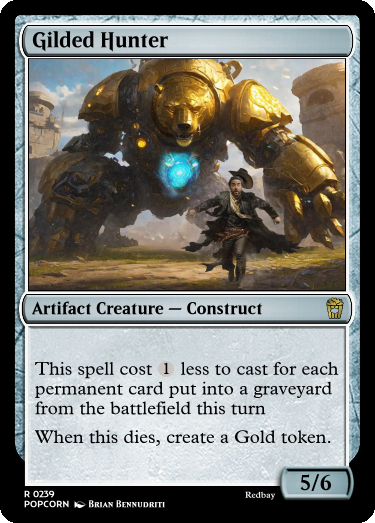 Gilded Hunter
Artifact Creature — Construct
This spell cost 1 less to cast for each
permanent card put into a graveyard
from the battlefield this turn
When this dies, create a Gold token.
5/6
R 0239
POPCORN Brian Bennudriti
Redbay